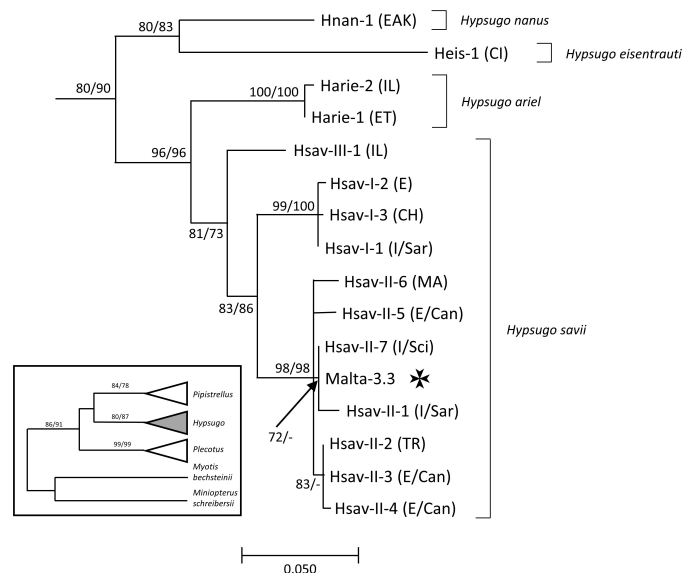 80/83
Hnan-1 (EAK)
Hypsugo nanus
Heis-1 (CI)
Hypsugo eisentrauti
80/90
100/100
Harie-2 (IL)
Hypsugo ariel
Harie-1 (ET)
96/96
Hsav-III-1 (IL)
Hsav-I-2 (E)
99/100
Hsav-I-3 (CH)
81/73
Hsav-I-1 (I/Sar)
Hsav-II-6 (MA)
83/86
Hsav-II-5 (E/Can)
Hypsugo savii
Hsav-II-7 (I/Sci)
98/98
Malta-3.3
Hsav-II-1 (I/Sar)
72/-
Hsav-II-2 (TR)
Hsav-II-3 (E/Can)
83/-
Hsav-II-4 (E/Can)
84/78
Pipistrellus
80/87
Hypsugo
86/91
99/99
Plecotus
Myotis
bechsteinii
Miniopterus
schreibersii
0.050